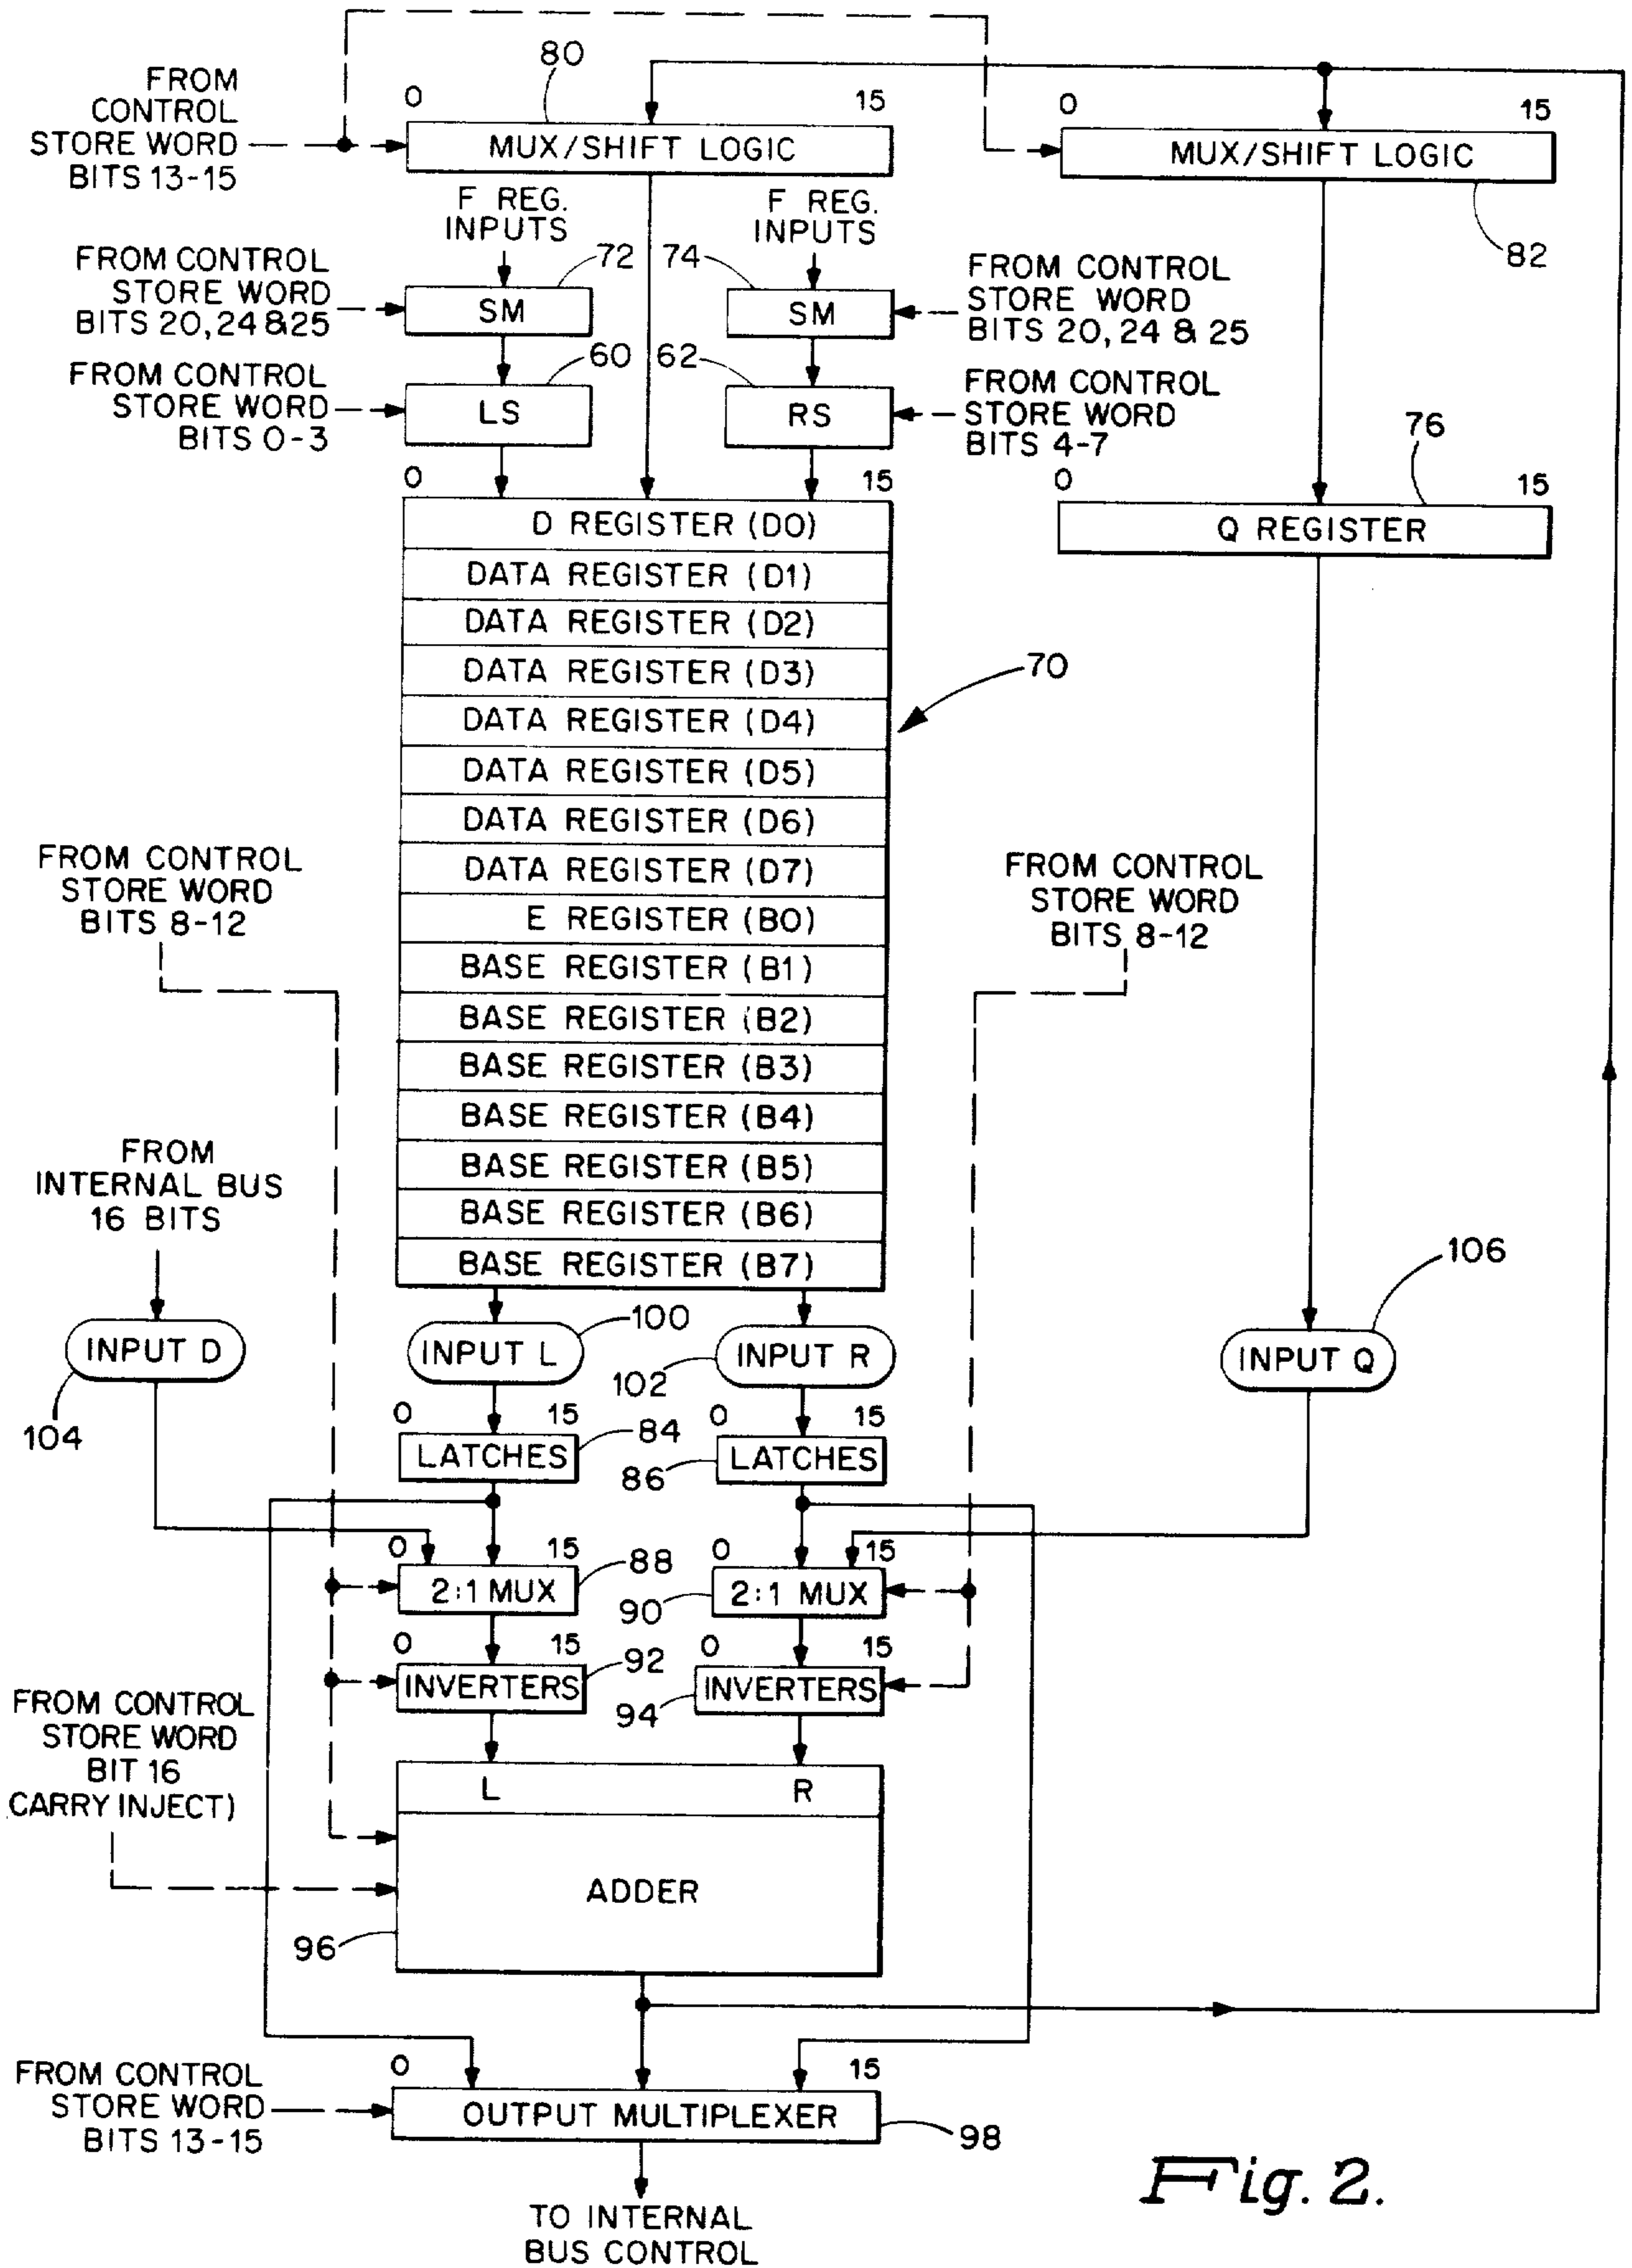 80
FROM
CONTROL
STORE WORD
BITS 13-15
0 15
MUX/SHIFT LOGIC
0 15
MUX/SHIFT LOGIC
82
F REG.
INPUTS
F REG.
INPUTS
FROM CONTROL
STORE WORD
BITS 20, 24 & 25
72
SM
74
SM
FROM CONTROL
STORE WORD
BITS 20, 24 & 25
FROM CONTROL
STORE WORD
BITS 0-3
60
LS
62
RS
FROM CONTROL
STORE WORD
BITS 4-7
76
0 15
0 15
Q REGISTER
D REGISTER (D0)
DATA REGISTER (D1)
DATA REGISTER (D2)
DATA REGISTER (D3)
DATA REGISTER (D4)
DATA REGISTER (D5)
DATA REGISTER (D6)
DATA REGISTER (D7)
E REGISTER (B0)
BASE REGISTER (B1)
BASE REGISTER (B2)
BASE REGISTER (B3)
BASE REGISTER (B4)
BASE REGISTER (B5)
BASE REGISTER (B6)
BASE REGISTER (B7)
70
FROM CONTROL
STORE WORD
BITS 8-12
FROM CONTROL
STORE WORD
BITS 8-12
FROM
INTERNAL BUS
16 BITS
INPUT D
104
INPUT L
100
INPUT R
102
INPUT Q
106
0 15
LATCHES
84
0 15
LATCHES
86
0 15
2:1 MUX
88
0 15
2:1 MUX
90
0 15
INVERTERS
92
0 15
INVERTERS
94
FROM CONTROL
STORE WORD
BIT 16
CARRY INJECT)
L R
ADDER
96
FROM CONTROL
STORE WORD
BITS 13-15
0 15
OUTPUT MULTIPLEXER
98
TO INTERNAL
BUS CONTROL
Fig. 2.